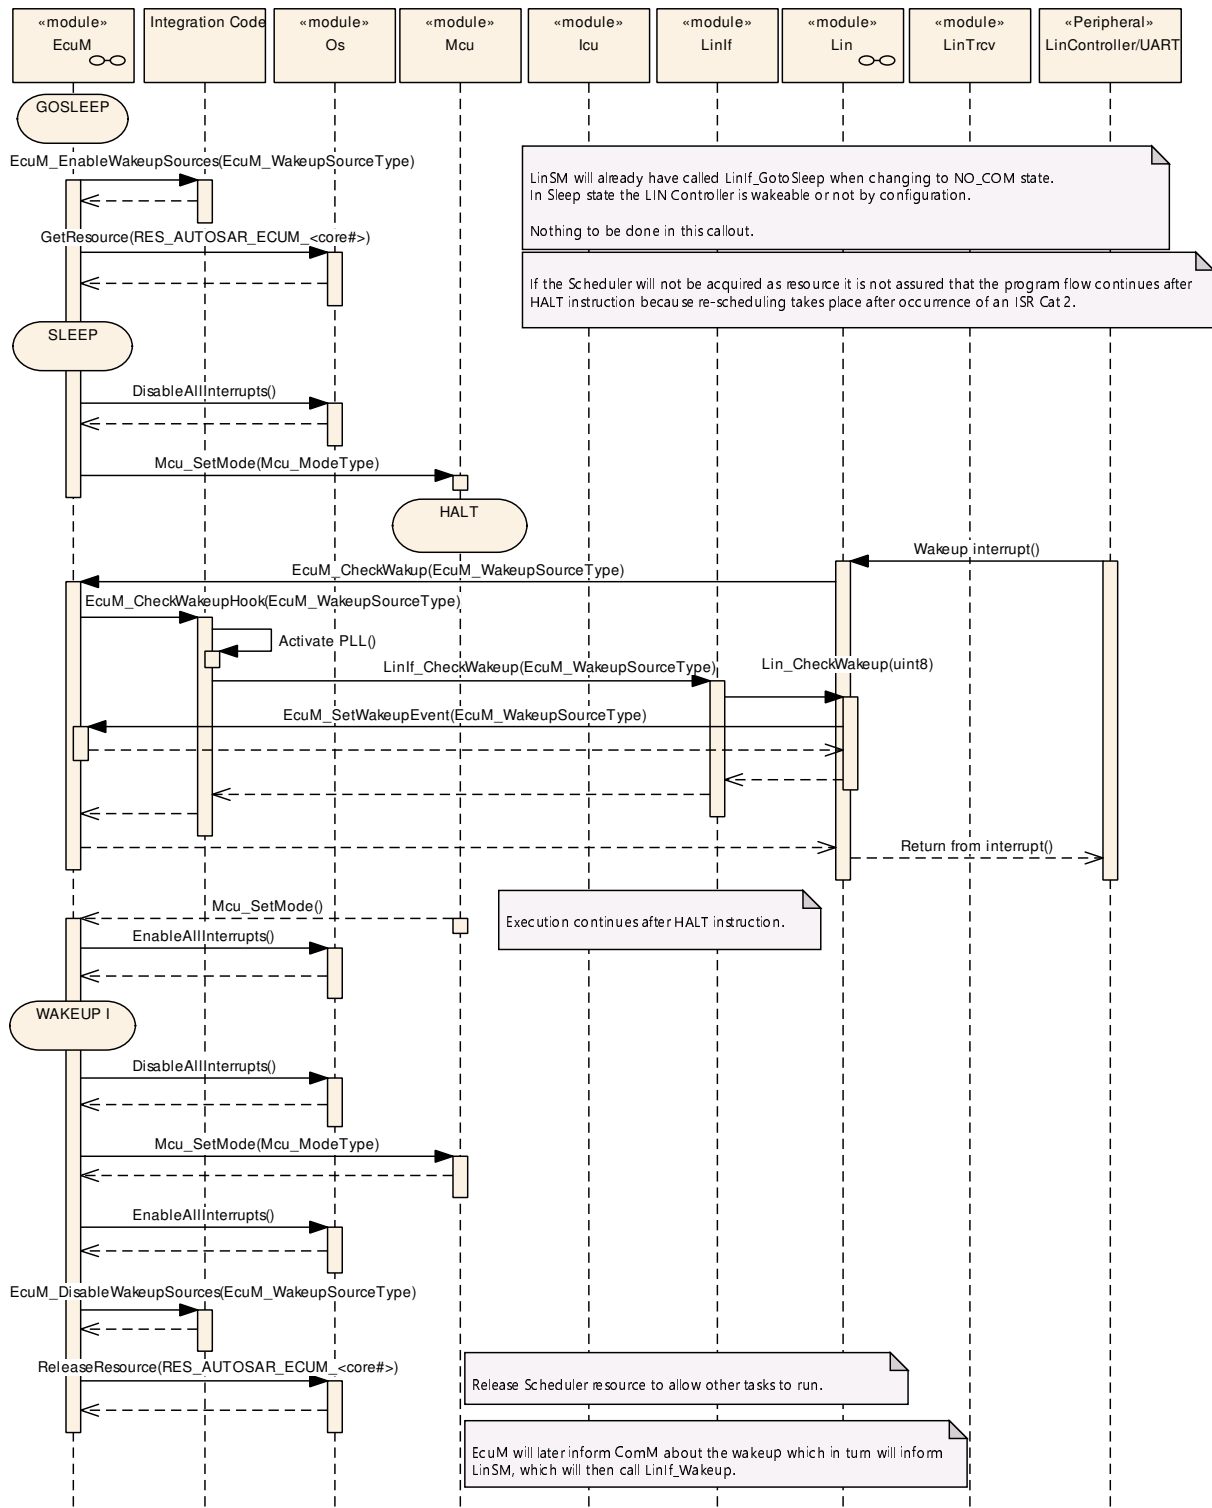 «module»
EcuM
Integration Code
«module»
Os
«module»
Mcu
«module»
Icu
«module»
LinIf
«module»
Lin
«module»
LinTrcv
«Peripheral»
LinController/UART
GOSLEEP
EcuM_EnableWakeupSources(EcuM_WakeupSourceType)
LinSM will already have called LinIf_GotoSleep when changing to NO_COM state.
In Sleep state the LIN Controller is wakeable or not by configuration.
Nothing to be done in this callout.
GetResource(RES_AUTOSAR_ECUM_<core#>)
If the Scheduler will not be acquired as resource it is not assured that the program flow continues after
HALT instruction because re-scheduling takes place after occurrence of an ISR Cat 2.
SLEEP
DisableAllInterrupts()
Mcu_SetMode(Mcu_ModeType)
HALT
Wakeup interrupt()
EcuM_CheckWakup(EcuM_WakeupSourceType)
EcuM_CheckWakeupHook(EcuM_WakeupSourceType)
Activate PLL()
LinIf_CheckWakeup(EcuM_WakeupSourceType)
Lin_CheckWakeup(uint8)
EcuM_SetWakeupEvent(EcuM_WakeupSourceType)
Return from interrupt()
Mcu_SetMode()
Execution continues after HALT instruction.
EnableAllInterrupts()
WAKEUP I
DisableAllInterrupts()
Mcu_SetMode(Mcu_ModeType)
EnableAllInterrupts()
EcuM_DisableWakeupSources(EcuM_WakeupSourceType)
ReleaseResource(RES_AUTOSAR_ECUM_<core#>)
Release Scheduler resource to allow other tasks to run.
EcuM will later inform ComM about the wakeup which in turn will inform
LinSM, which will then call LinIf_Wakeup.